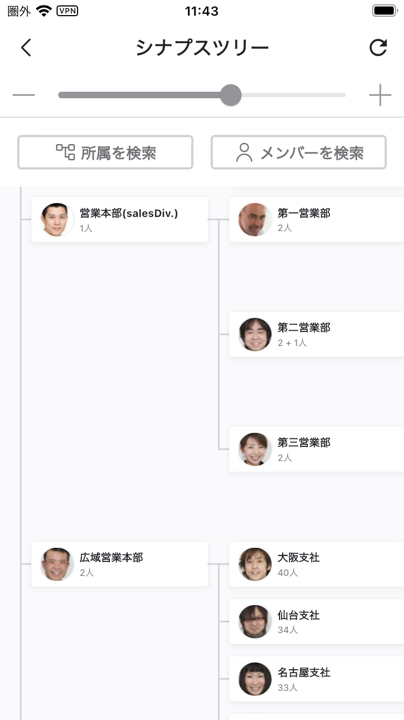 圏外 VPN 11:43
シナプスツリー
所属を検索 メンバーを検索
営業本部(salesDiv.)
1人
第一営業部
2人
第二営業部
2 + 1人
第三営業部
2人
広域営業本部
2人
大阪支社
40人
仙台支社
34人
名古屋支社
33人